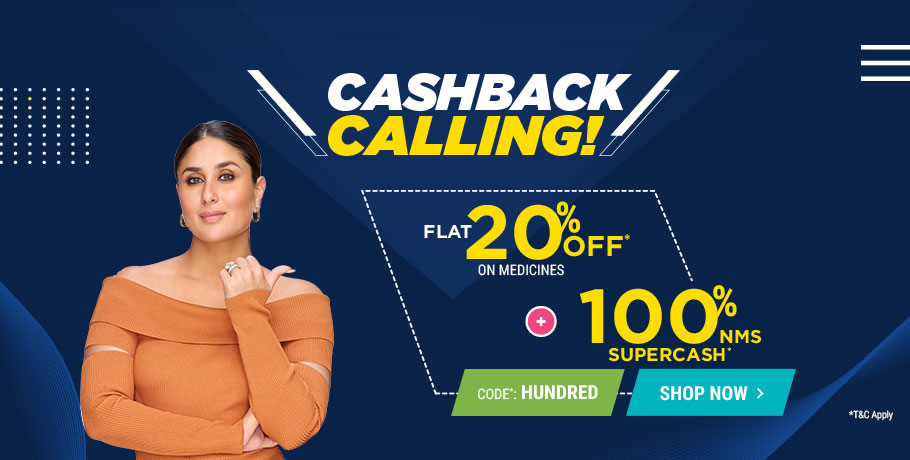 CASHBACK
CALLING!
FLAT 20% OFF*
ON MEDICINES
+ 100% NMS
SUPERCASH*
CODE*: HUNDRED
SHOP NOW >
*T&C Apply